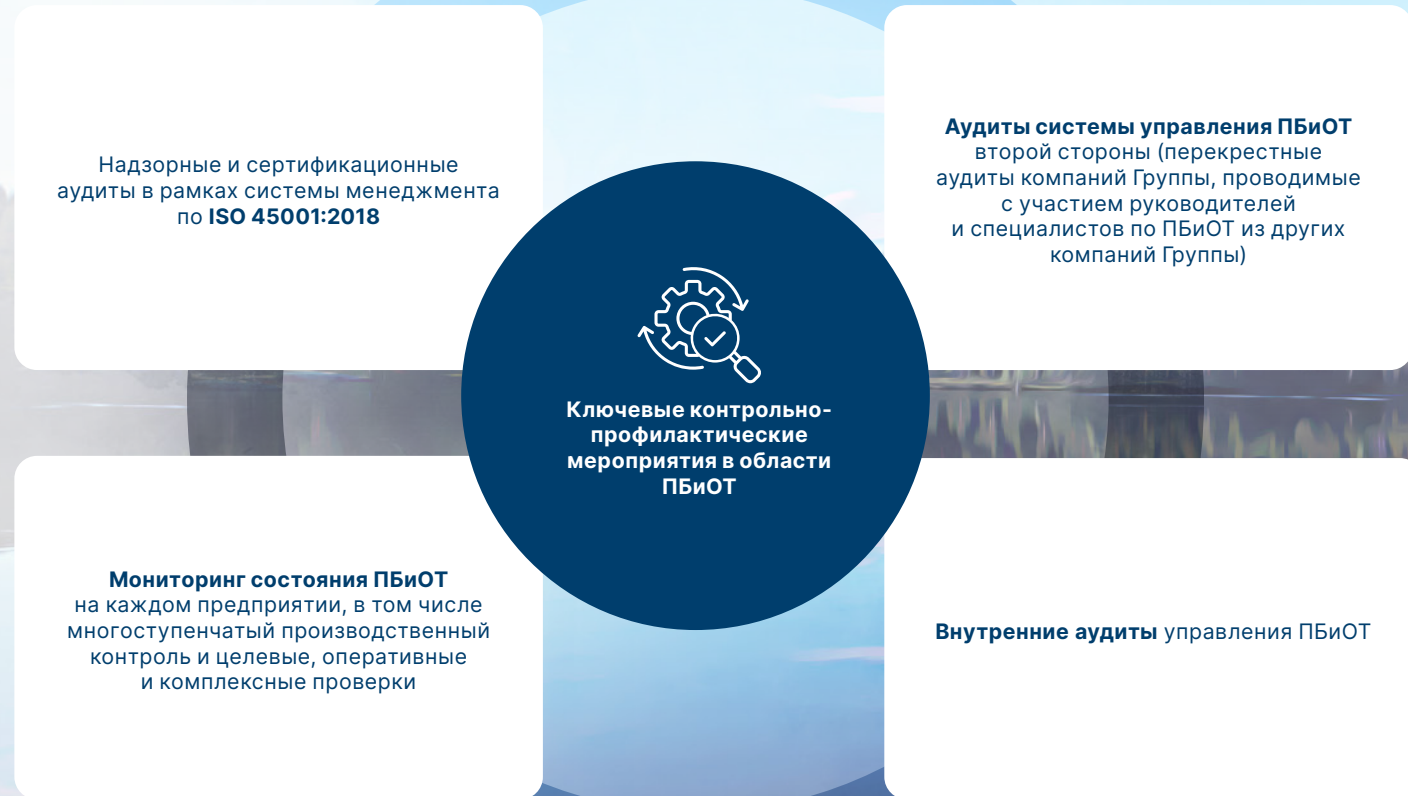 Надзорные и сертификационные
аудиты в рамках системы менеджмента
по ISO 45001:2018
Аудиты системы управления ПБиОТ
второй стороны (перекрестные
аудиты компаний Группы, проводимые
с участием руководителей
и специалистов по ПБиОТ из других
компаний Группы)
Ключевые контрольно-
профилактические
мероприятия в области
ПБиОТ
Мониторинг состояния ПБиОТ
на каждом предприятии, в том числе
многоступенчатый производственный
контроль и целевые, оперативные
и комплексные проверки
Внутренние аудиты управления ПБиОТ